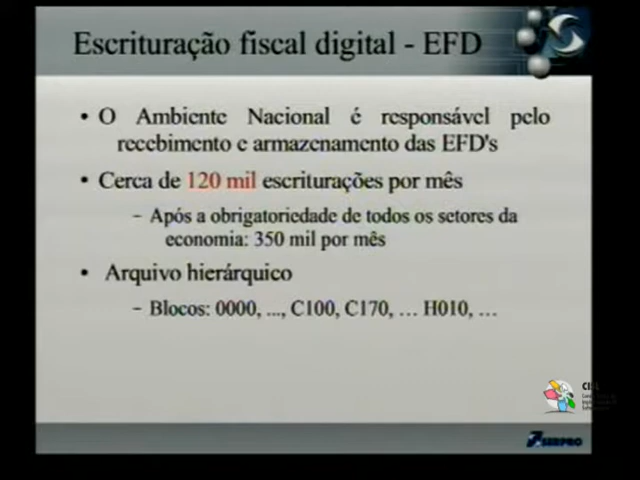 Escrituração fiscal digital - EFD
• O Ambiente Nacional é responsável pelo
recebimento e armazenamento das EFD's
• Cerca de 120 mil escriturações por mês
– Após a obrigatoriedade de todos os setores da
economia: 350 mil por mês
• Arquivo hierárquico
– Blocos: 0000, ..., C100, C170, … H010, …
SERPRO